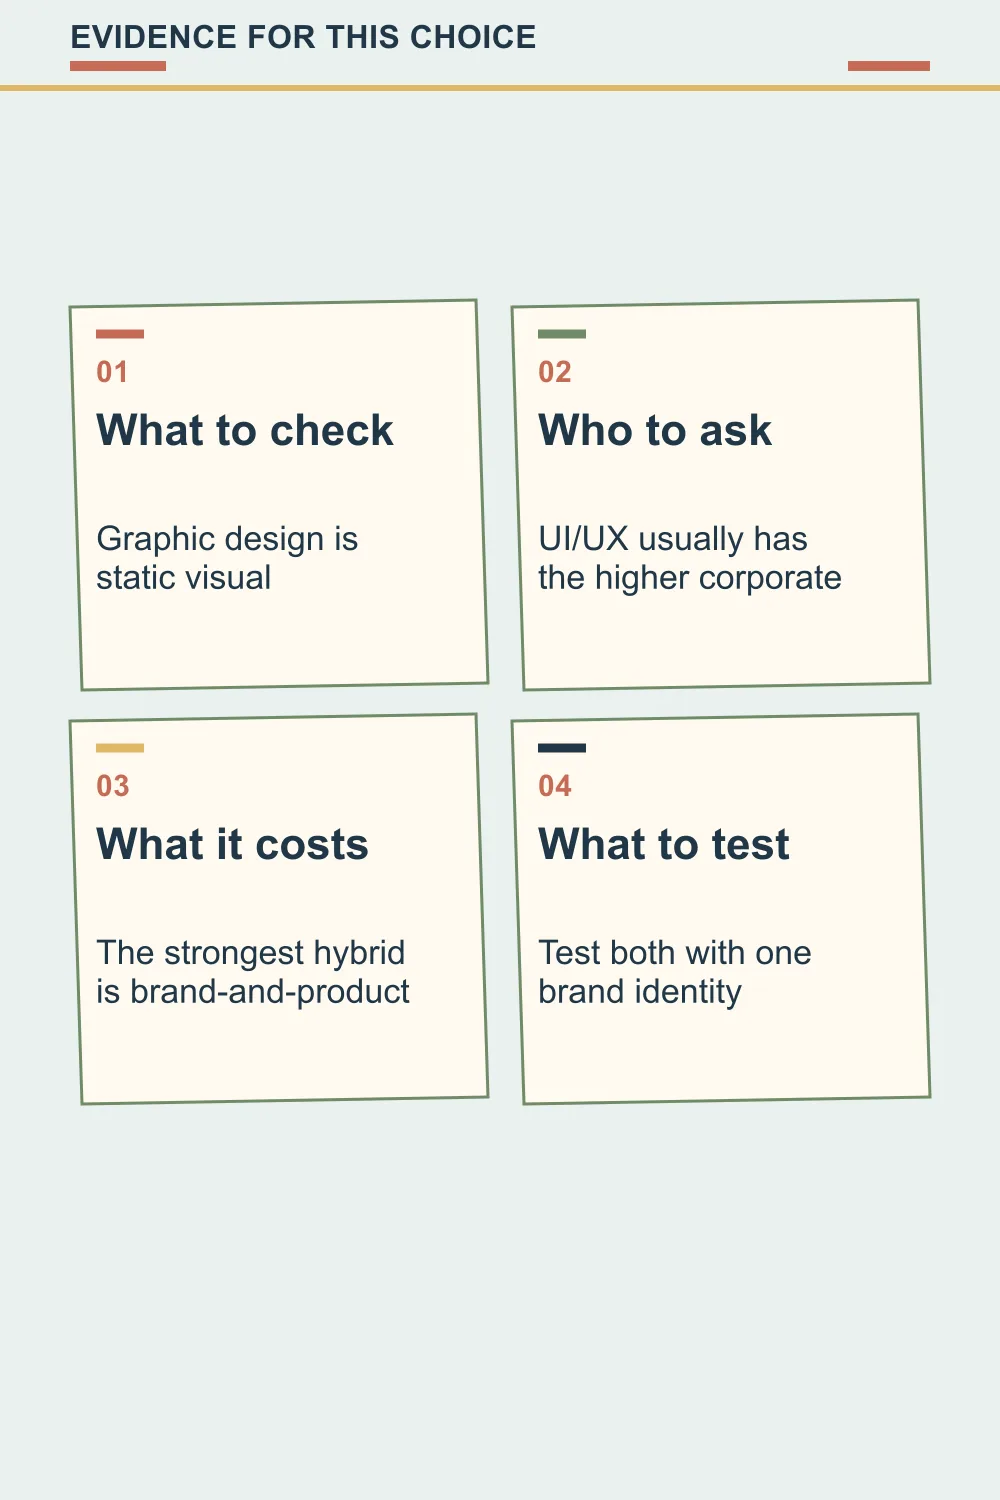 EVIDENCE FOR THIS CHOICE
01
What to check
Graphic design is
static visual
02
Who to ask
UI/UX usually has
the higher corporate
03
What it costs
The strongest hybrid
is brand-and-product
04
What to test
Test both with one
brand identity